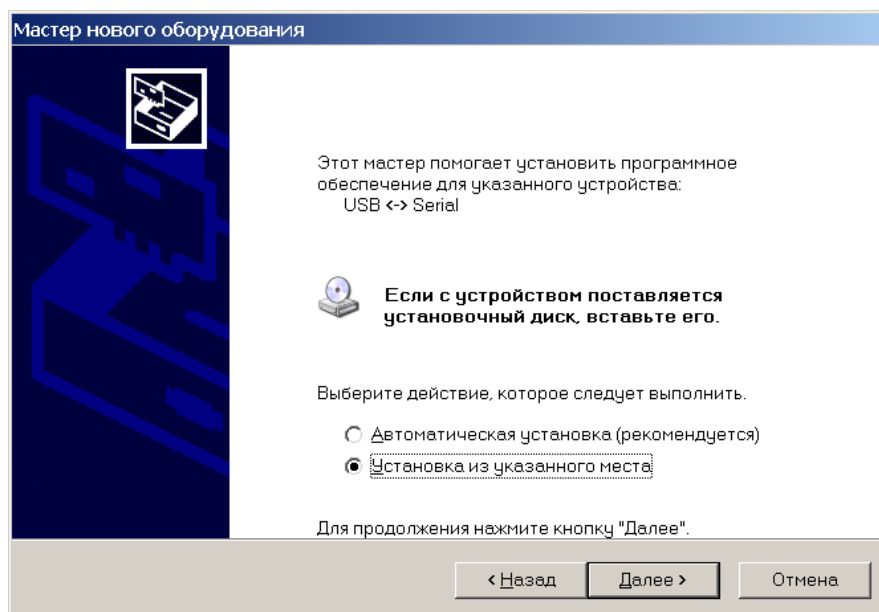 Мастер нового оборудования
Этот мастер помогает установить программное
обеспечение для указанного устройства:
USB <-> Serial
Если с устройством поставляется
установочный диск, вставьте его.
Выберите действие, которое следует выполнить.
Автоматическая установка (рекомендуется)
Установка из указанного места
Для продолжения нажмите кнопку "Далее".
< Назад Далее > Отмена